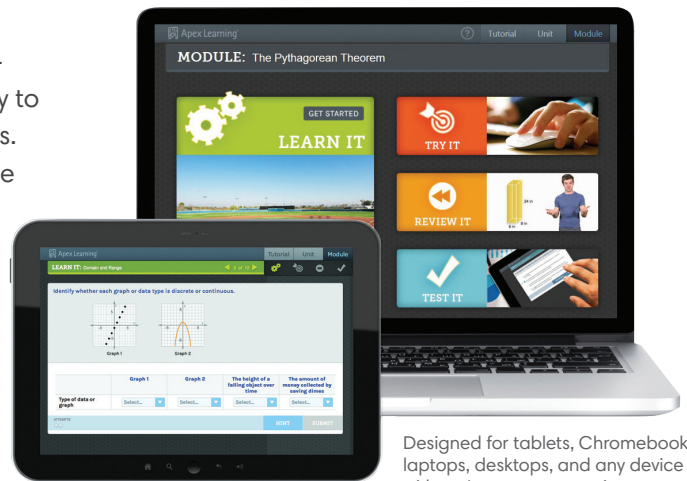 y to
s.
e
Apex Learning
? Tutorial Unit Module
MODULE: The Pythagorean Theorem
GET STARTED
LEARN IT
TRY IT
REVIEW IT
24 in
TEST IT
Apex Learning
Tutorial Unit Module
LEARN IT: Domain and Range
Identify whether each graph or data type is discrete or continuous.
Graph 1 Graph 2
Graph 1 Graph 2 The height of a falling object over time The amount of money collected by saving dimes
Type of data or graph Select... Select... Select... Select...
ATTEMPTS
HINT SUBMIT
Designed for tablets, Chromebook
laptops, desktops, and any device